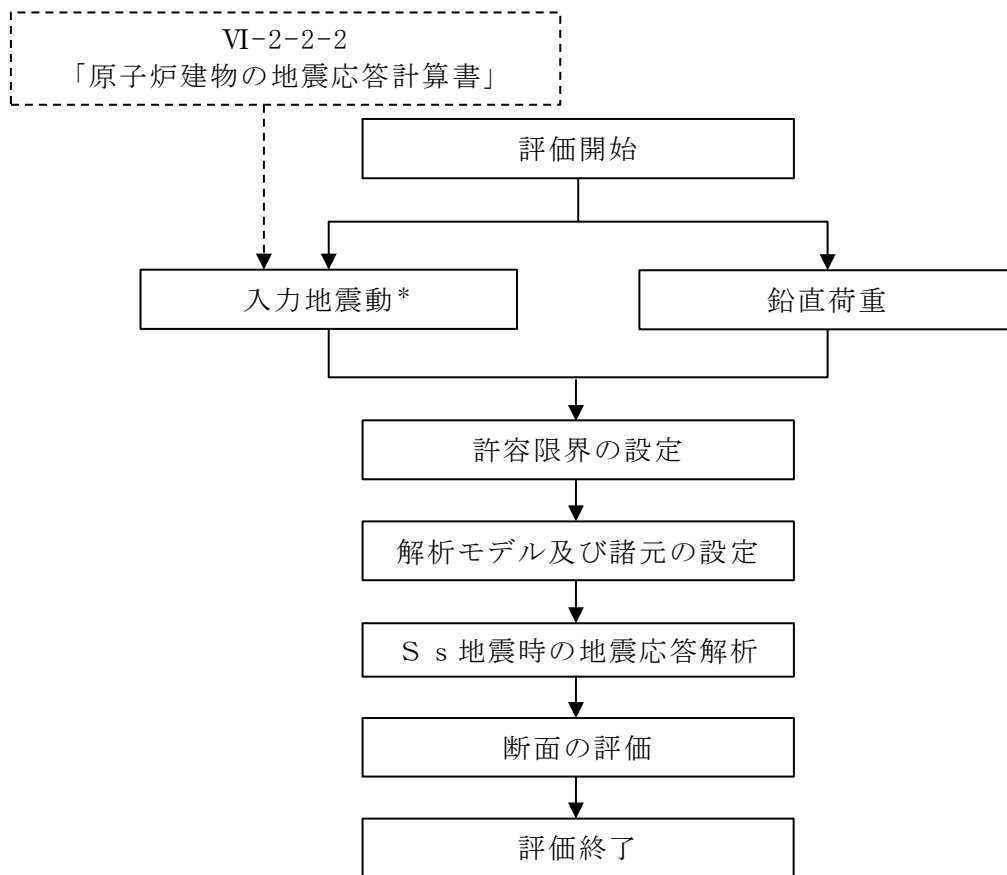 Ⅵ-2-2-2
「原子炉建物の地震応答計算書」
評価開始
入力地震動*
鉛直荷重
許容限界の設定
解析モデル及び諸元の設定
Ｓｓ地震時の地震応答解析
断面の評価
評価終了